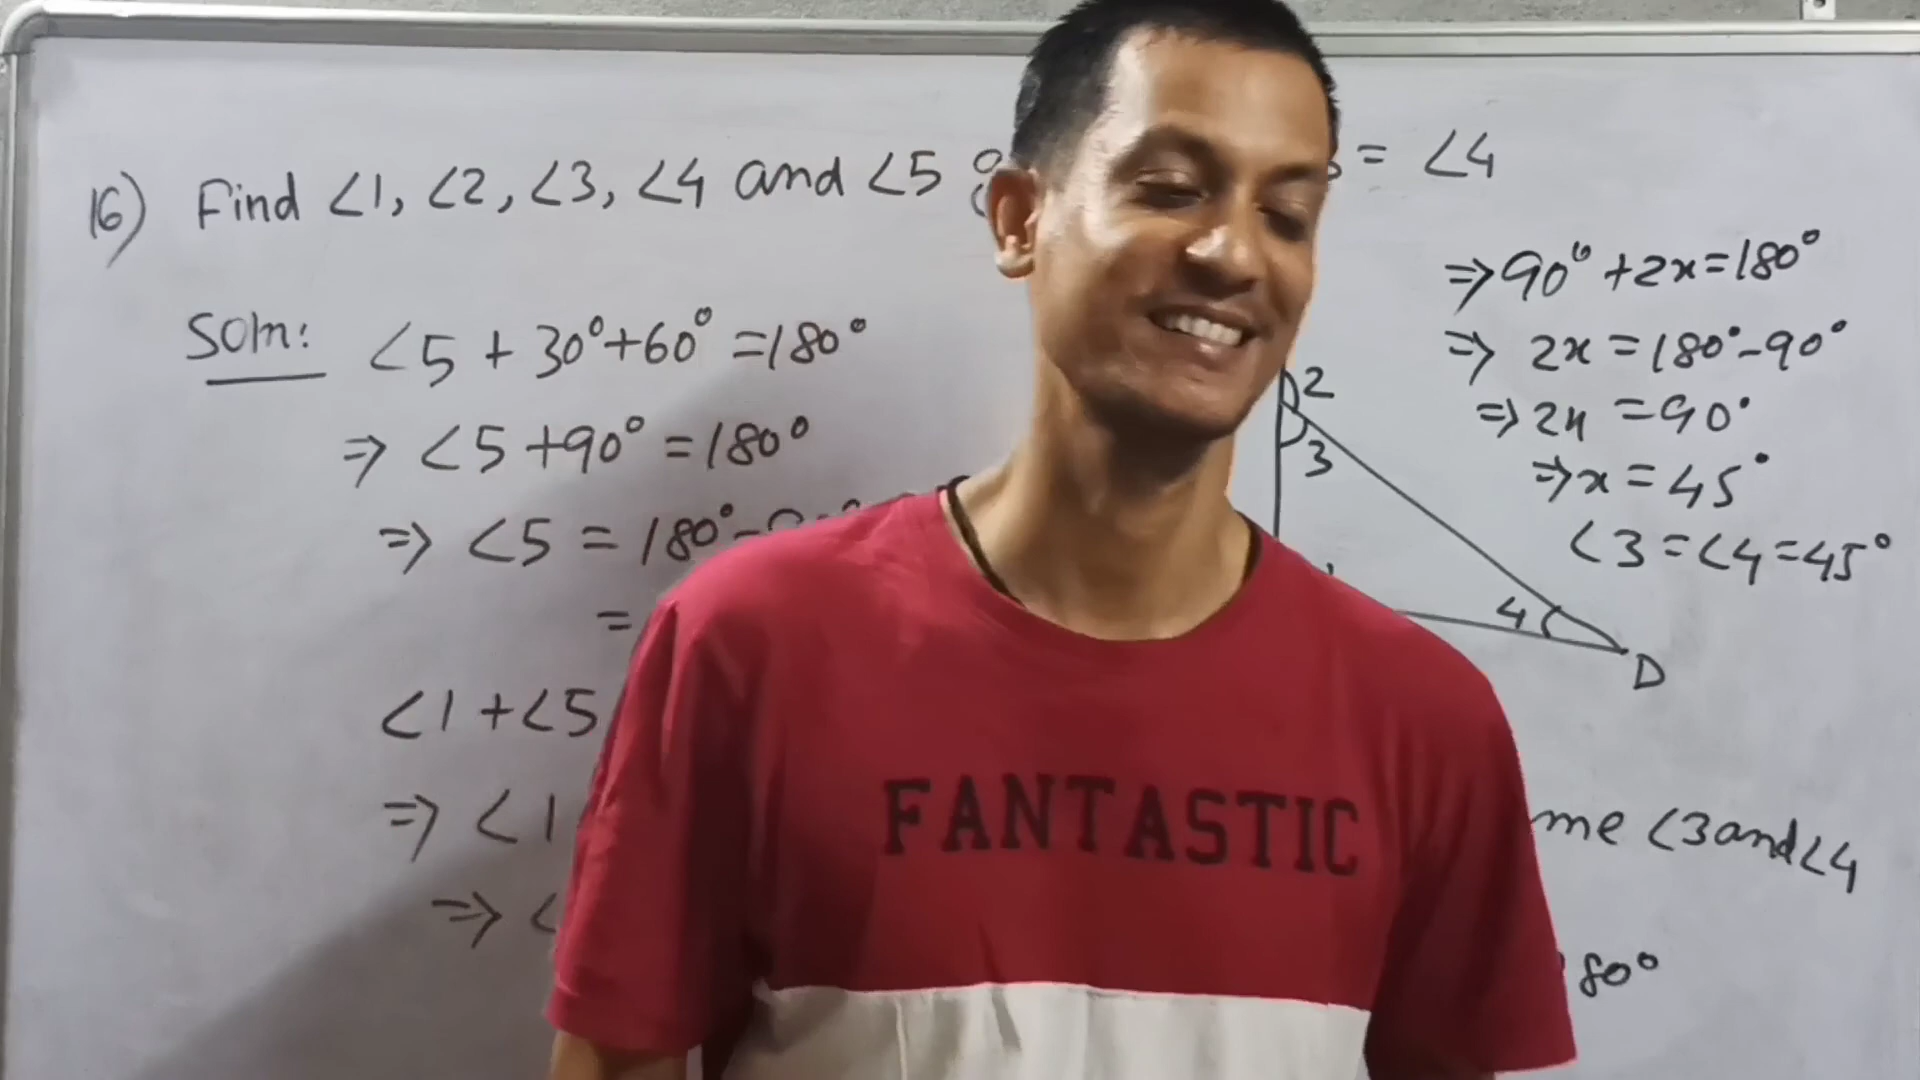 16) Find ∠1, ∠2, ∠3, ∠4 and ∠5 = ∠4
Soln: ∠5 + 30° + 60° = 180°
⇒ ∠5 + 90° = 180°
⇒ ∠5 = 180° -
=
∠1 + ∠5
⇒ ∠1
⇒ ∠
⇒ 90° + 2x = 180°
⇒ 2x = 180° - 90°
⇒ 2x = 90°
⇒ x = 45°
∠3 = ∠4 = 45°
2
3
4
D
me ∠3 and ∠4
80°
FANTASTIC